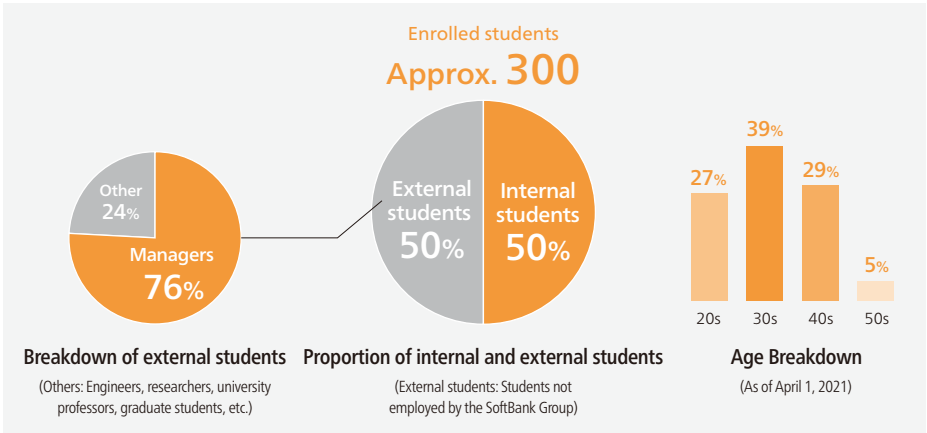 Enrolled students
Approx. 300
Other
24%
Managers
76%
Breakdown of external students
(Others: Engineers, researchers, university
professors, graduate students, etc.)
External
students
50%
Internal
students
50%
Proportion of internal and external students
(External students: Students not
employed by the SoftBank Group)
27%
39%
29%
5%
20s
30s
40s
50s
Age Breakdown
(As of April 1, 2021)